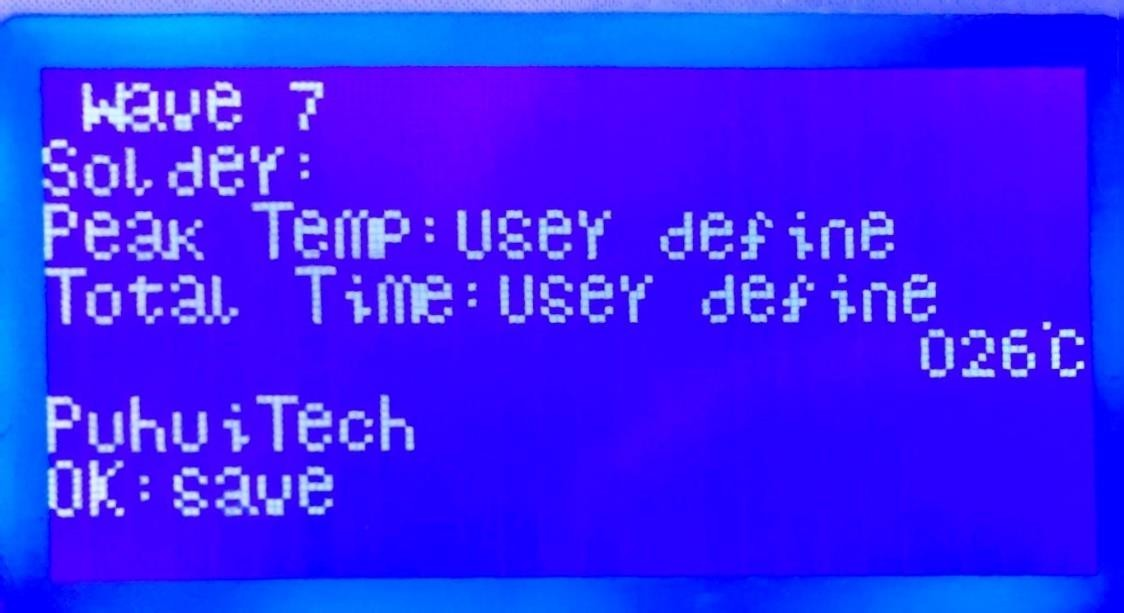 Wave 7
Solder:
Peak Temp:user define
Total Time:user define
026℃
PuhuiTech
OK:save